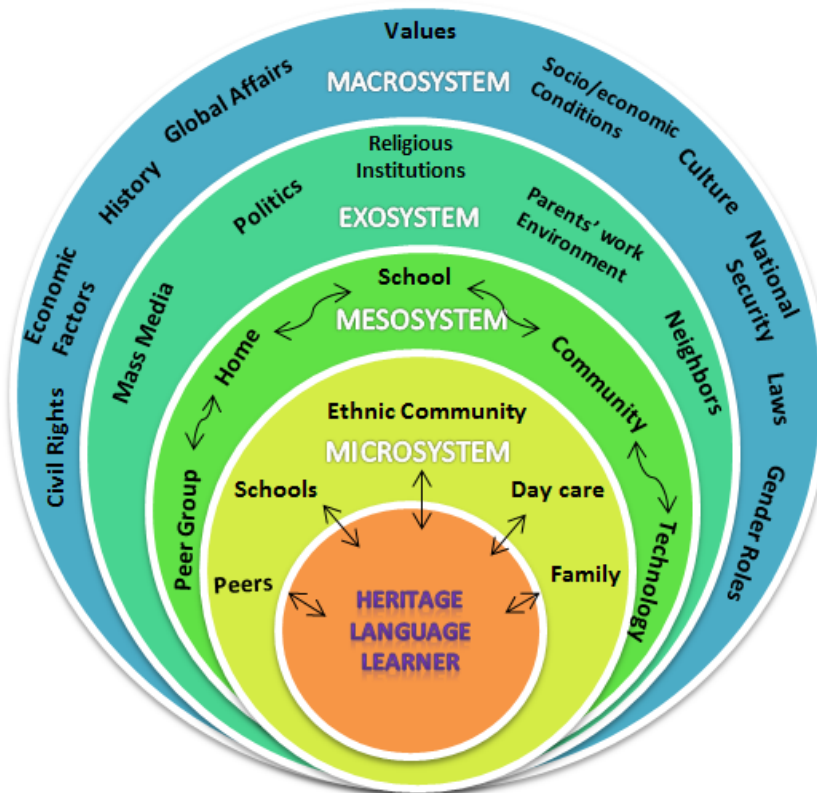 Values
MACROSYSTEM
Global Affairs
History
Economic
Factors
Civil Rights
Socio/economic
Conditions
Culture
National
Security
Laws
Gender Roles
Religious
Institutions
EXOSYSTEM
Politics
Mass Media
Parents' work
Environment
Neighbors
School
MESOSYSTEM
Home
Peer Group
Community
Technology
Ethnic Community
MICROSYSTEM
Schools
Day care
Peers
Family
HERITAGE
LANGUAGE
LEARNER